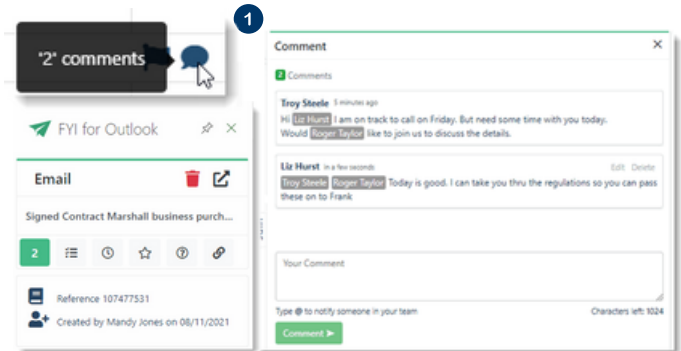 1
"2" comments
FYI for Outlook
Email
Signed Contract Marshall business purch...
2
Reference 107477531
Created by Mandy Jones on 08/11/2021
Comment
2 Comments
Troy Steele 5 minutes ago
Hi Liz Hurst I am on track to call on Friday. But need some time with you today.
Would Roger Taylor like to join us to discuss the details.
Liz Hurst in a few seconds Edit Delete
Troy Steele Roger Taylor Today is good. I can take you thru the regulations so you can pass
these on to Frank
Your Comment
Type @ to notify someone in your team Characters left: 1024
Comment